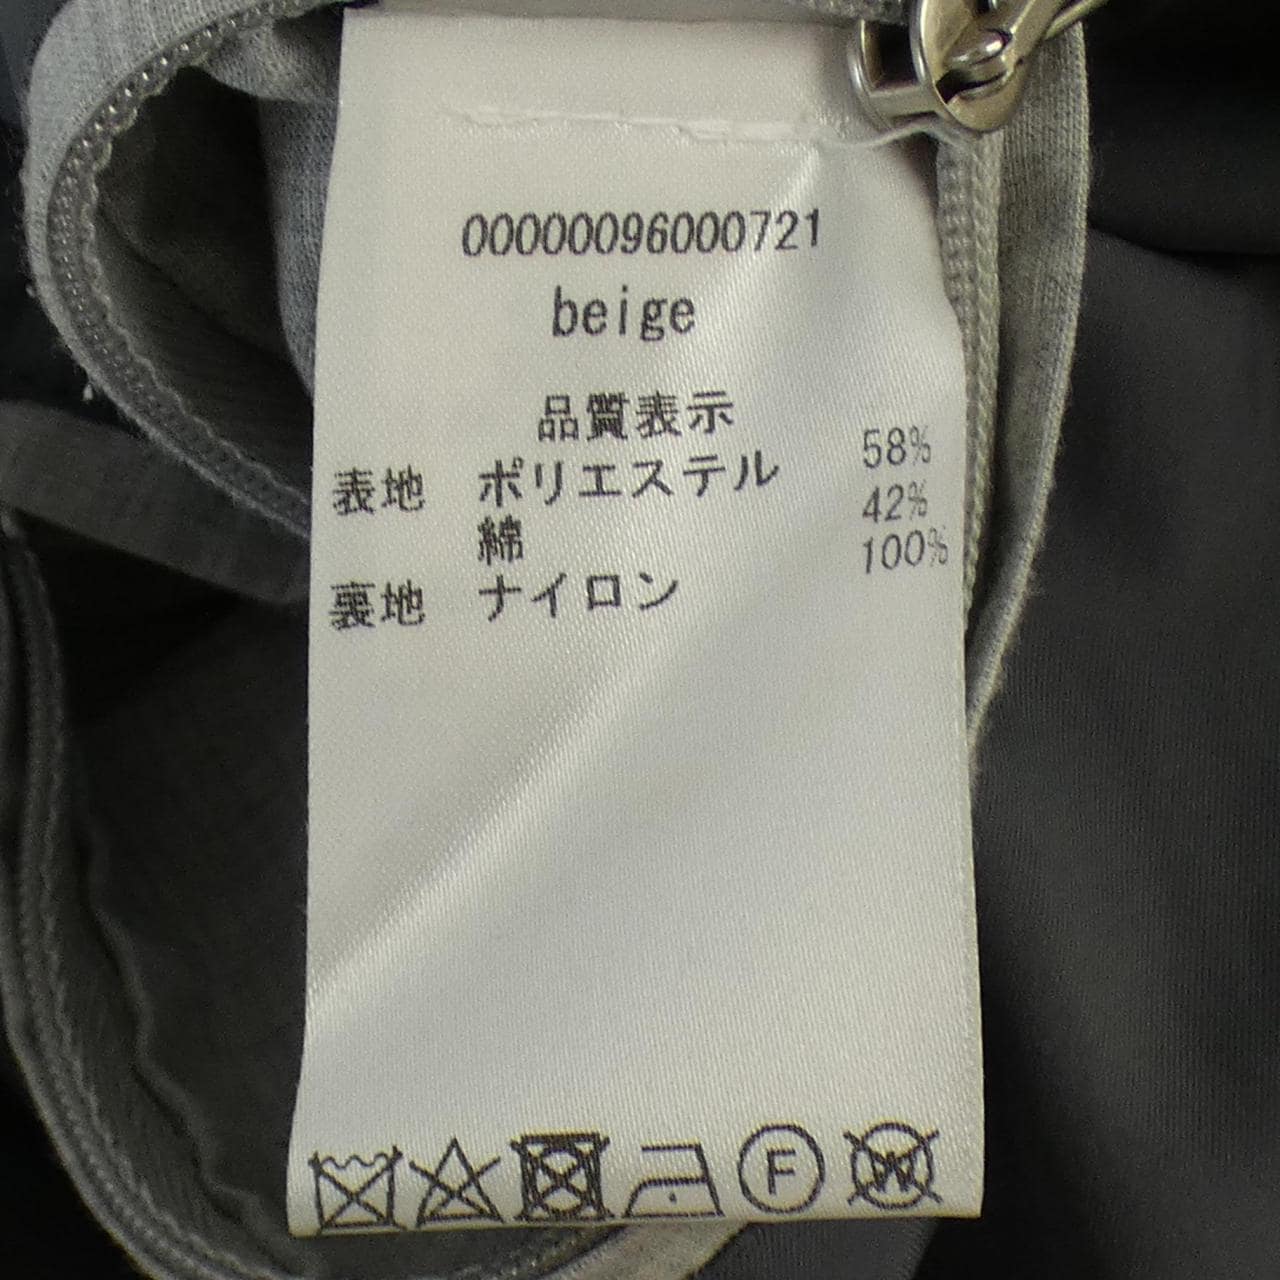 00000096000721
beige
品質表示
表地 ポリエステル 58%
綿 42%
裏地 ナイロン 100%
F
W